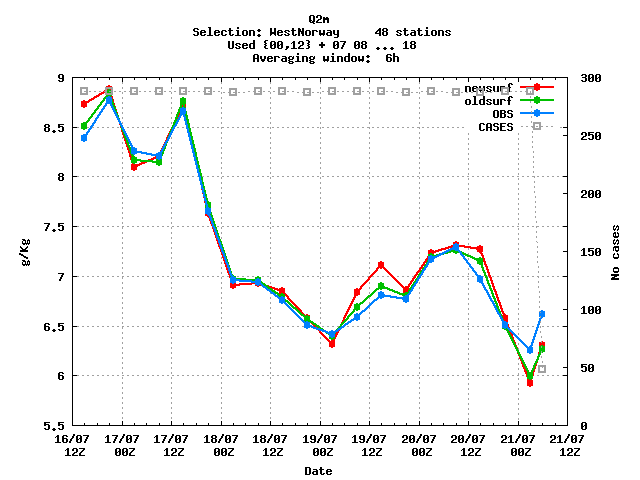 Q2m
Selection: WestNorway     48 stations
Used {00,12} + 07 08 ... 18
Averaging window:  6h
9
8.5
8
7.5
7
6.5
6
5.5
g/Kg
300
250
200
150
100
50
0
No cases
newsurf
oldsurf
OBS
CASES
16/07 17/07 17/07 18/07 18/07 19/07 19/07 20/07 20/07 21/07 21/07
12Z 00Z 12Z 00Z 12Z 00Z 12Z 00Z 12Z 00Z 12Z
Date